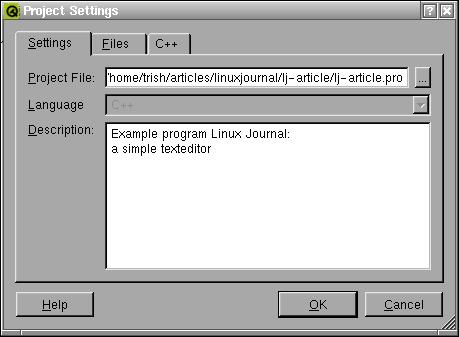 Project Settings
Settings Files C++
Project File: /home/trish/articles/linuxjournal/lj-article/lj-article.pro ...
Language C++
Description: Example program Linux Journal:
a simple texteditor
Help OK Cancel